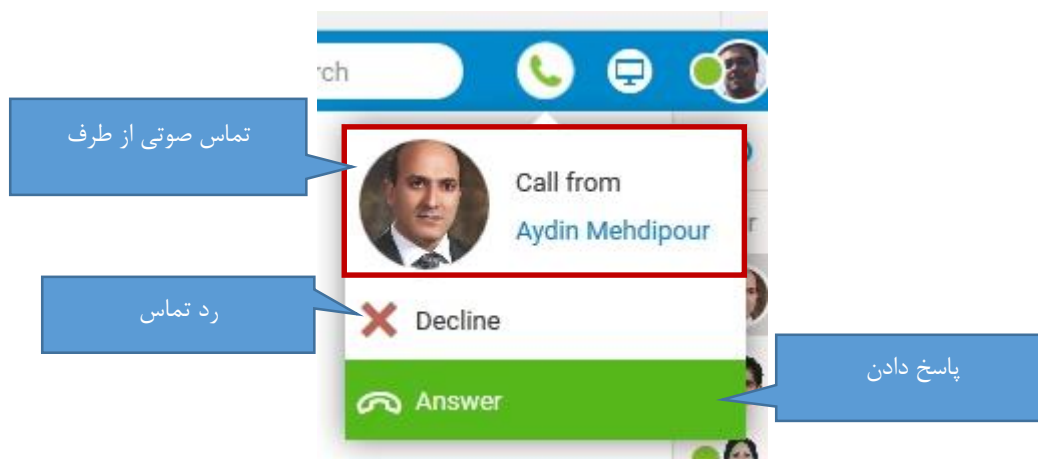 rch
تماس صوتی از طرف
Call from
Aydin Mehdipour
رد تماس
Decline
پاسخ دادن
Answer